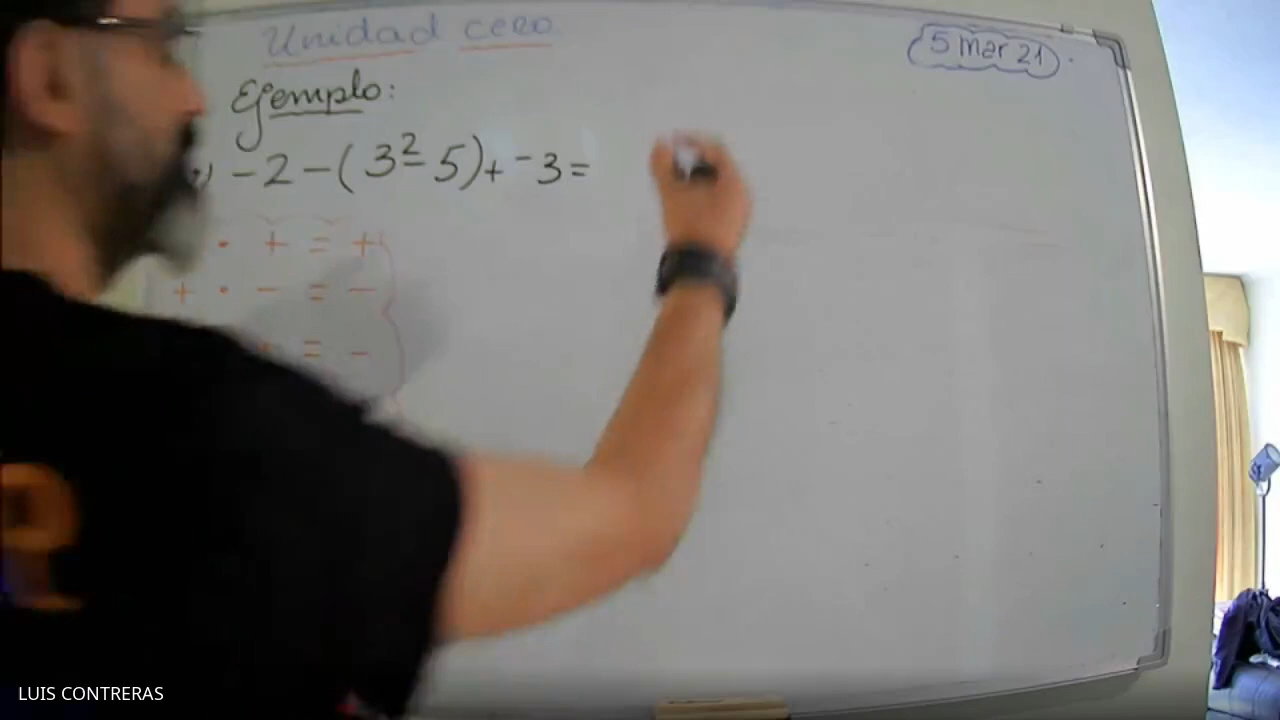 Unidad cero
5 Mar 21
Ejemplo:
) -2 - ( 3² - 5 ) + -3 =
· + = +
+ · - = -
= -
LUIS CONTRERAS